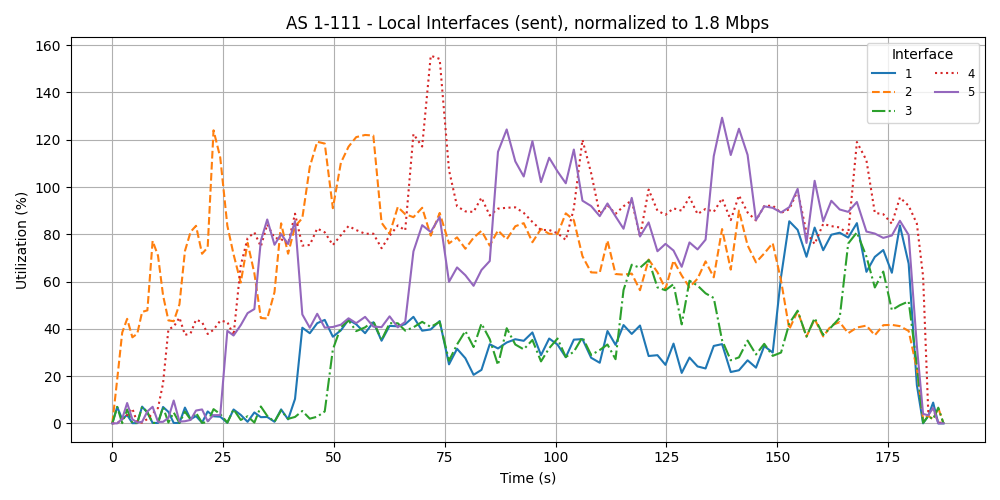 AS 1-111 - Local Interfaces (sent), normalized to 1.8 Mbps
Interface
1
2
3
4
5
Utilization (%)
160
140
120
100
80
60
40
20
0
0 25 50 75 100 125 150 175
Time (s)